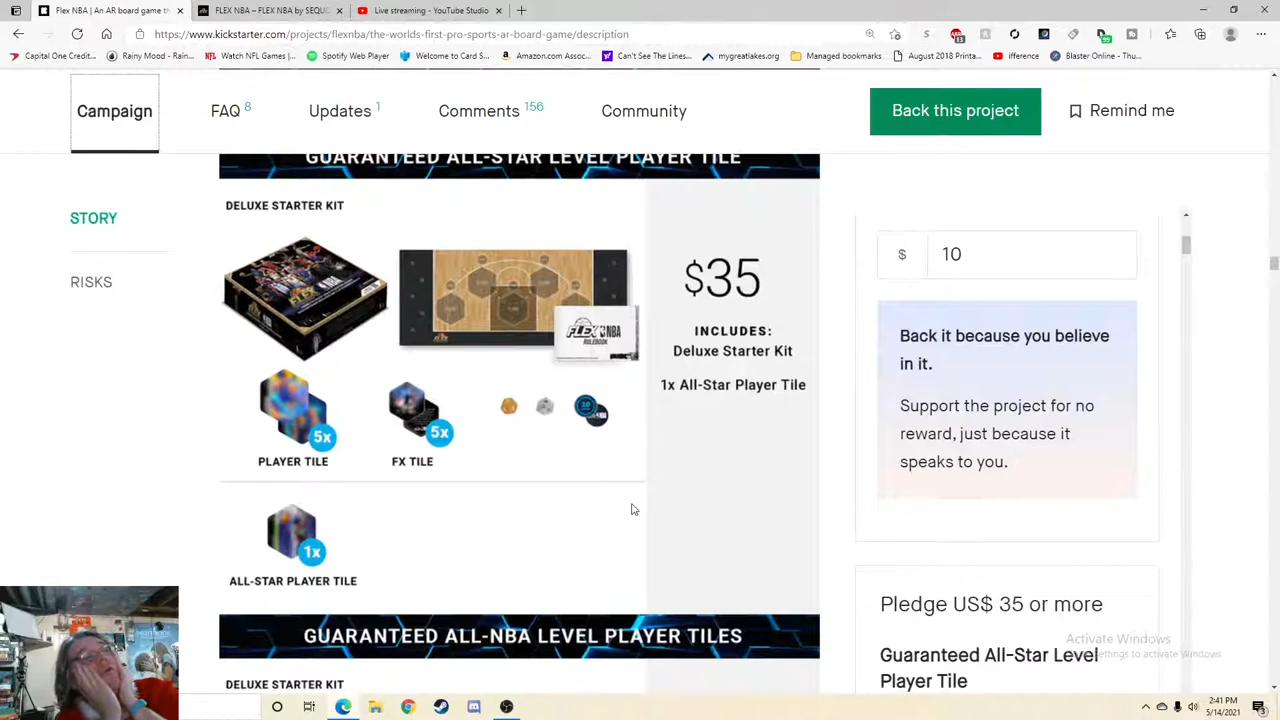 Flex NBA | An AR board game th
FLEX NBA – FLEX NBA by SEQU
Live streaming - YouTube Studio
https://www.kickstarter.com/projects/flexnba/the-worlds-first-pro-sports-ar-board-game/description
Capital One Credit...
Rainy Mood - Rain...
Watch NFL Games |...
Spotify Web Player
Welcome to Card S...
Amazon.com Assoc...
Can't See The Lines...
mygreatlakes.org
Managed bookmarks
August 2018 Printa...
ifference
Blaster Online - Thu...
Campaign
FAQ 8
Updates 1
Comments 156
Community
Back this project
Remind me
STORY
RISKS
GUARANTEED ALL-STAR LEVEL PLAYER TILE
DELUXE STARTER KIT
FLEX NBA
RULEBOOK
5x
PLAYER TILE
5x
FX TILE
1x
ALL-STAR PLAYER TILE
$35
INCLUDES:
Deluxe Starter Kit
1x All-Star Player Tile
GUARANTEED ALL-NBA LEVEL PLAYER TILES
DELUXE STARTER KIT
$ 10
Back it because you believe
in it.
Support the project for no
reward, just because it
speaks to you.
Pledge US$ 35 or more
Guaranteed All-Star Level
Player Tile
Activate Windows
settings to activate Windows.
2:41 PM
5/14/2021